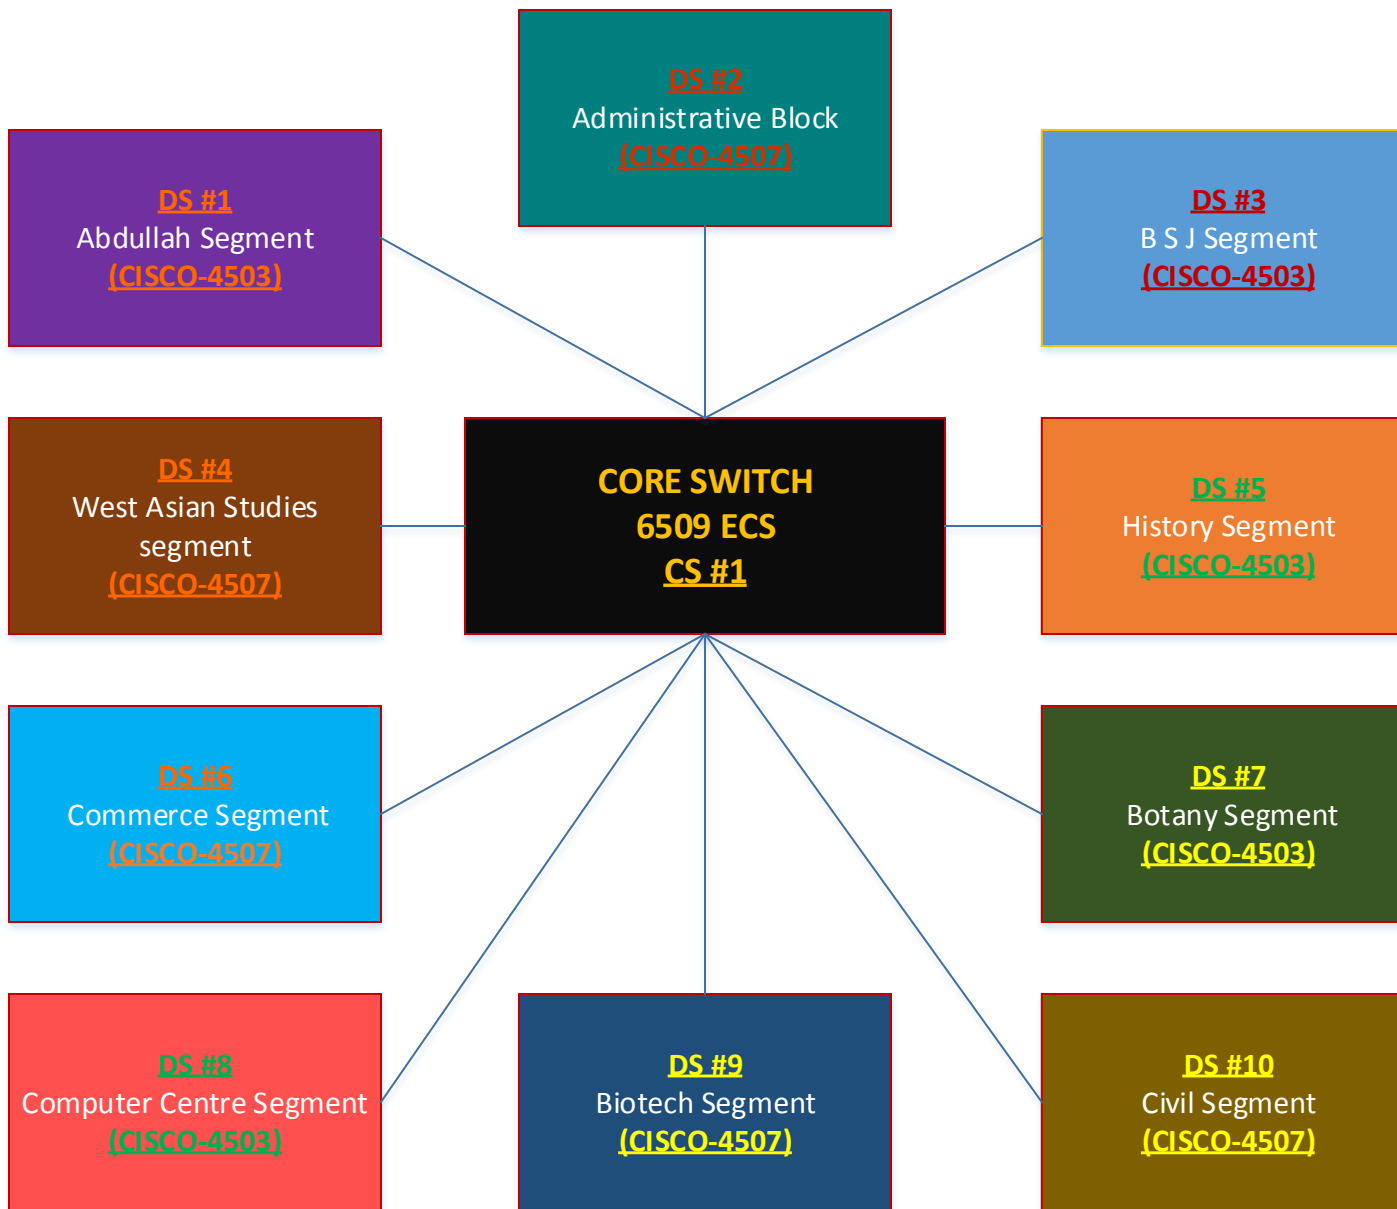 DS #2
Administrative Block
(CISCO-4507)
DS #1
Abdullah Segment
(CISCO-4503)
DS #3
B S J Segment
(CISCO-4503)
DS #4
West Asian Studies
segment
(CISCO-4507)
CORE SWITCH
6509 ECS
CS #1
DS #5
History Segment
(CISCO-4503)
DS #6
Commerce Segment
(CISCO-4507)
DS #7
Botany Segment
(CISCO-4503)
DS #8
Computer Centre Segment
(CISCO-4503)
DS #9
Biotech Segment
(CISCO-4507)
DS #10
Civil Segment
(CISCO-4507)